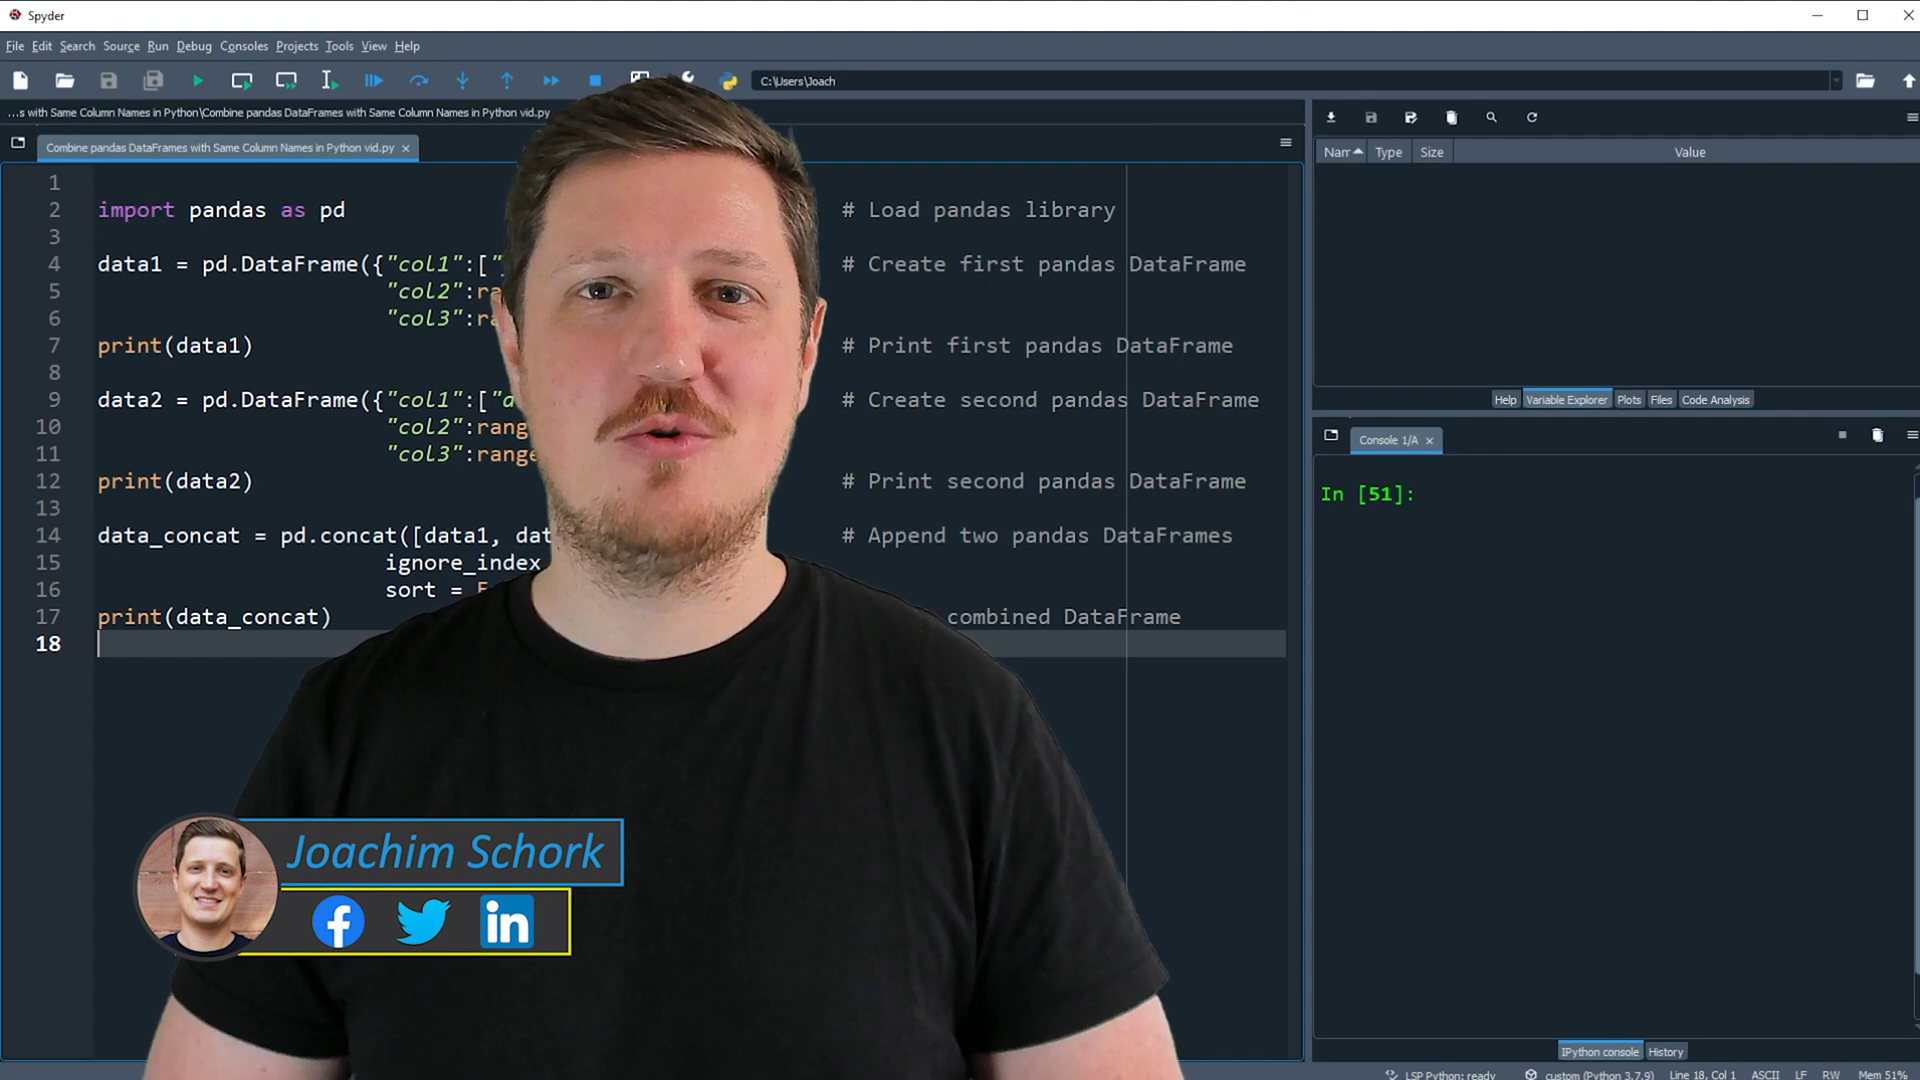 Spyder
File Edit Search Source Run Debug Consoles Projects Tools View Help
C:\Users\Joach
...s with Same Column Names in Python\Combine pandas DataFrames with Same Column Names in Python vid.py
Combine pandas DataFrames with Same Column Names in Python vid.py
1
2 import pandas as pd # Load pandas library
3
4 data1 = pd.DataFrame({"col1":[" # Create first pandas DataFrame
5 "col2":ra
6 "col3":ra
7 print(data1) # Print first pandas DataFrame
8
9 data2 = pd.DataFrame({"col1":["a # Create second pandas DataFrame
10 "col2":rang
11 "col3":range
12 print(data2) # Print second pandas DataFrame
13
14 data_concat = pd.concat([data1, dat # Append two pandas DataFrames
15 ignore_index
16 sort = F
17 print(data_concat) combined DataFrame
18
Nam Type Size Value
Help Variable Explorer Plots Files Code Analysis
Console 1/A
In [51]:
Joachim Schork
f in
IPython console History
LSP Python: ready custom (Python 3.7.9) Line 18, Col 1 ASCII LF RW Mem 51%